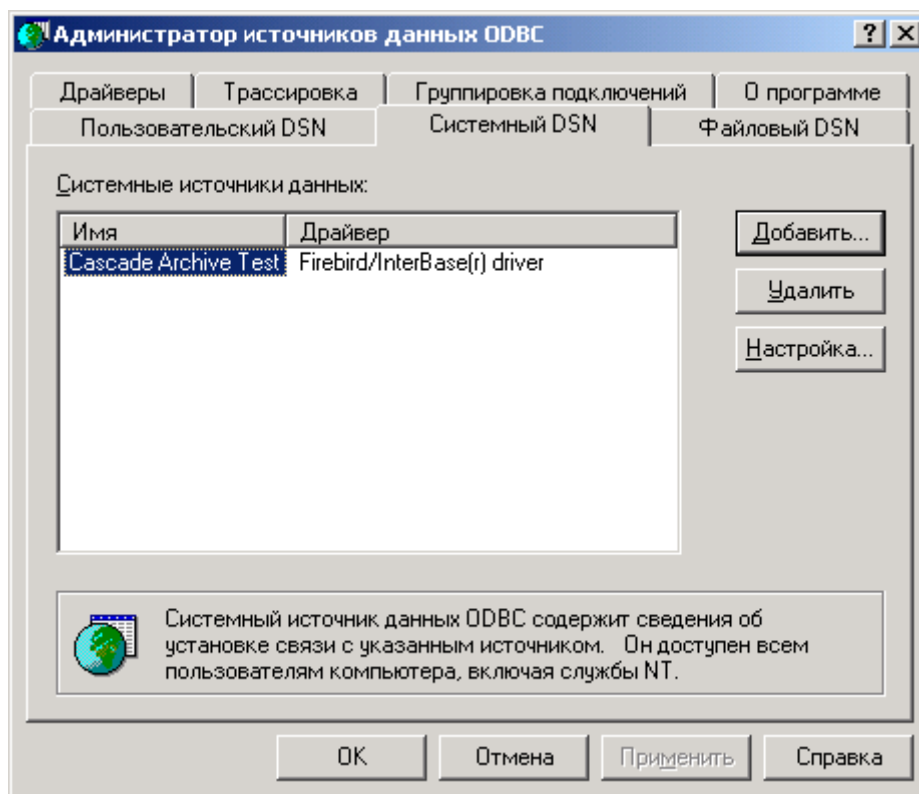 Администратор источников данных ODBC
Драйверы Трассировка Группировка подключений О программе
Пользовательский DSN Системный DSN Файловый DSN
Системные источники данных:
Имя Драйвер
Cascade Archive Test Firebird/InterBase(r) driver
Добавить...
Удалить
Настройка...
Системный источник данных ODBC содержит сведения об
установке связи с указанным источником. Он доступен всем
пользователям компьютера, включая службы NT.
OK Отмена Применить Справка